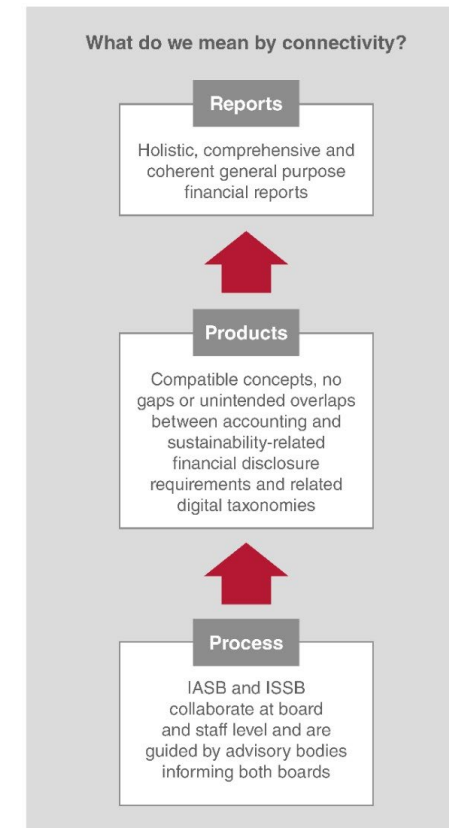 What do we mean by connectivity?
Reports
Holistic, comprehensive and
coherent general purpose
financial reports
Products
Compatible concepts, no
gaps or unintended overlaps
between accounting and
sustainability-related
financial disclosure
requirements and related
digital taxonomies
Process
IASB and ISSB
collaborate at board
and staff level and are
guided by advisory bodies
informing both boards